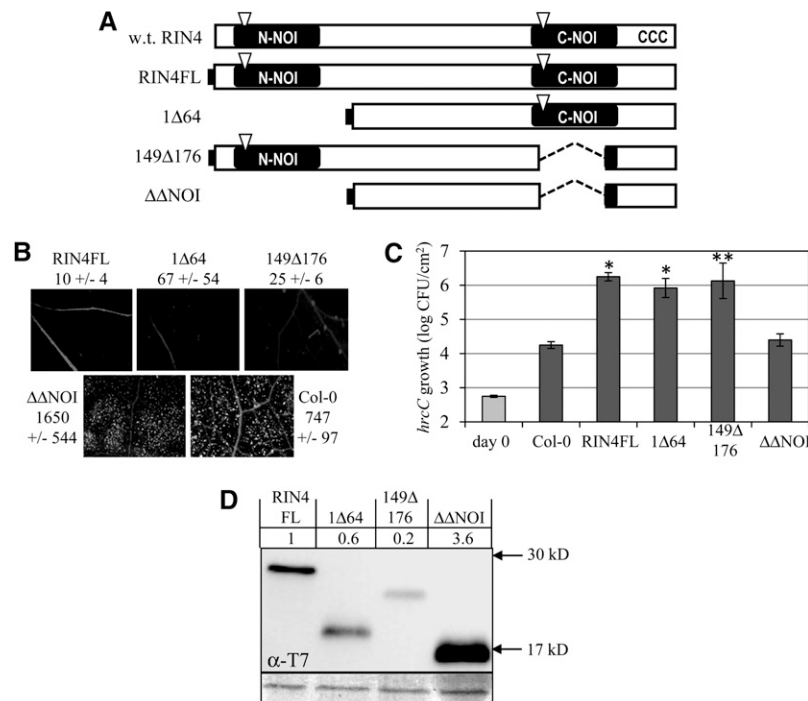 A
w.t. RIN4
N-NOI
C-NOI
CCC
RIN4FL
N-NOI
C-NOI
1Δ64
C-NOI
149Δ176
N-NOI
ΔΔNOI
B
RIN4FL
10 +/- 4
1Δ64
67 +/- 54
149Δ176
25 +/- 6
ΔΔNOI
1650
+/- 544
Col-0
747
+/- 97
C
hrcC growth (log CFU/cm²)
7
6
5
4
3
2
*
*
**
day 0
Col-0
RIN4FL
1Δ64
149Δ
176
ΔΔNOI
D
RIN4
FL
1Δ64
149Δ
176
ΔΔNOI
1
0.6
0.2
3.6
30 kD
17 kD
α-T7